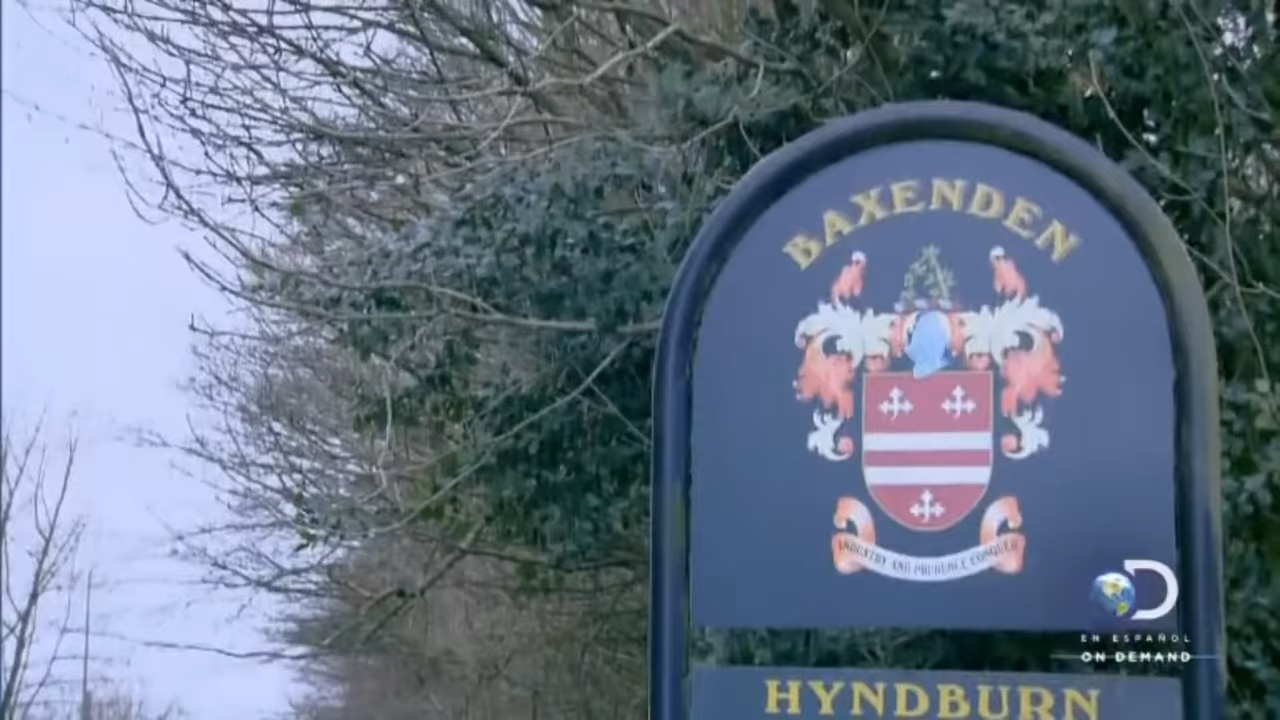 BAXENDEN
INDUSTRY AND PRUDENCE CONQUER
HYNDBURN
EN ESPAÑOL
ON DEMAND